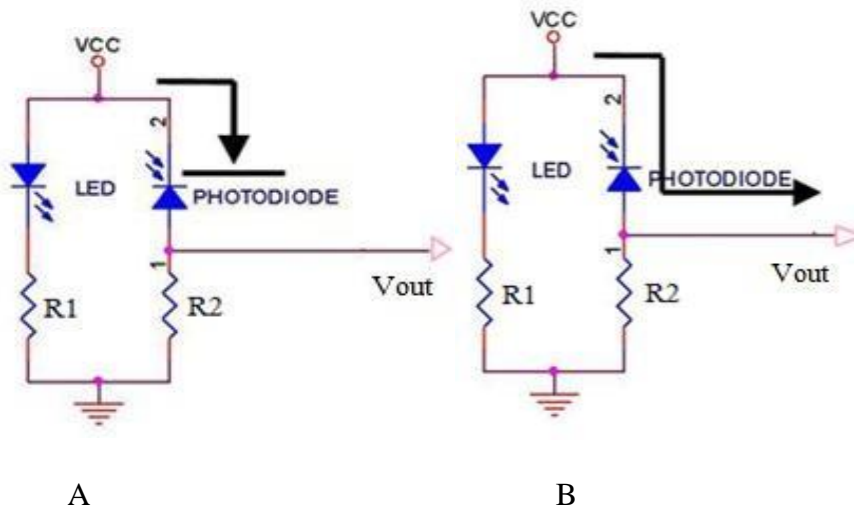 VCC
2
LED
PHOTODIODE
1
Vout
R1
R2
A
VCC
2
LED
PHOTODIODE
1
Vout
R1
R2
B